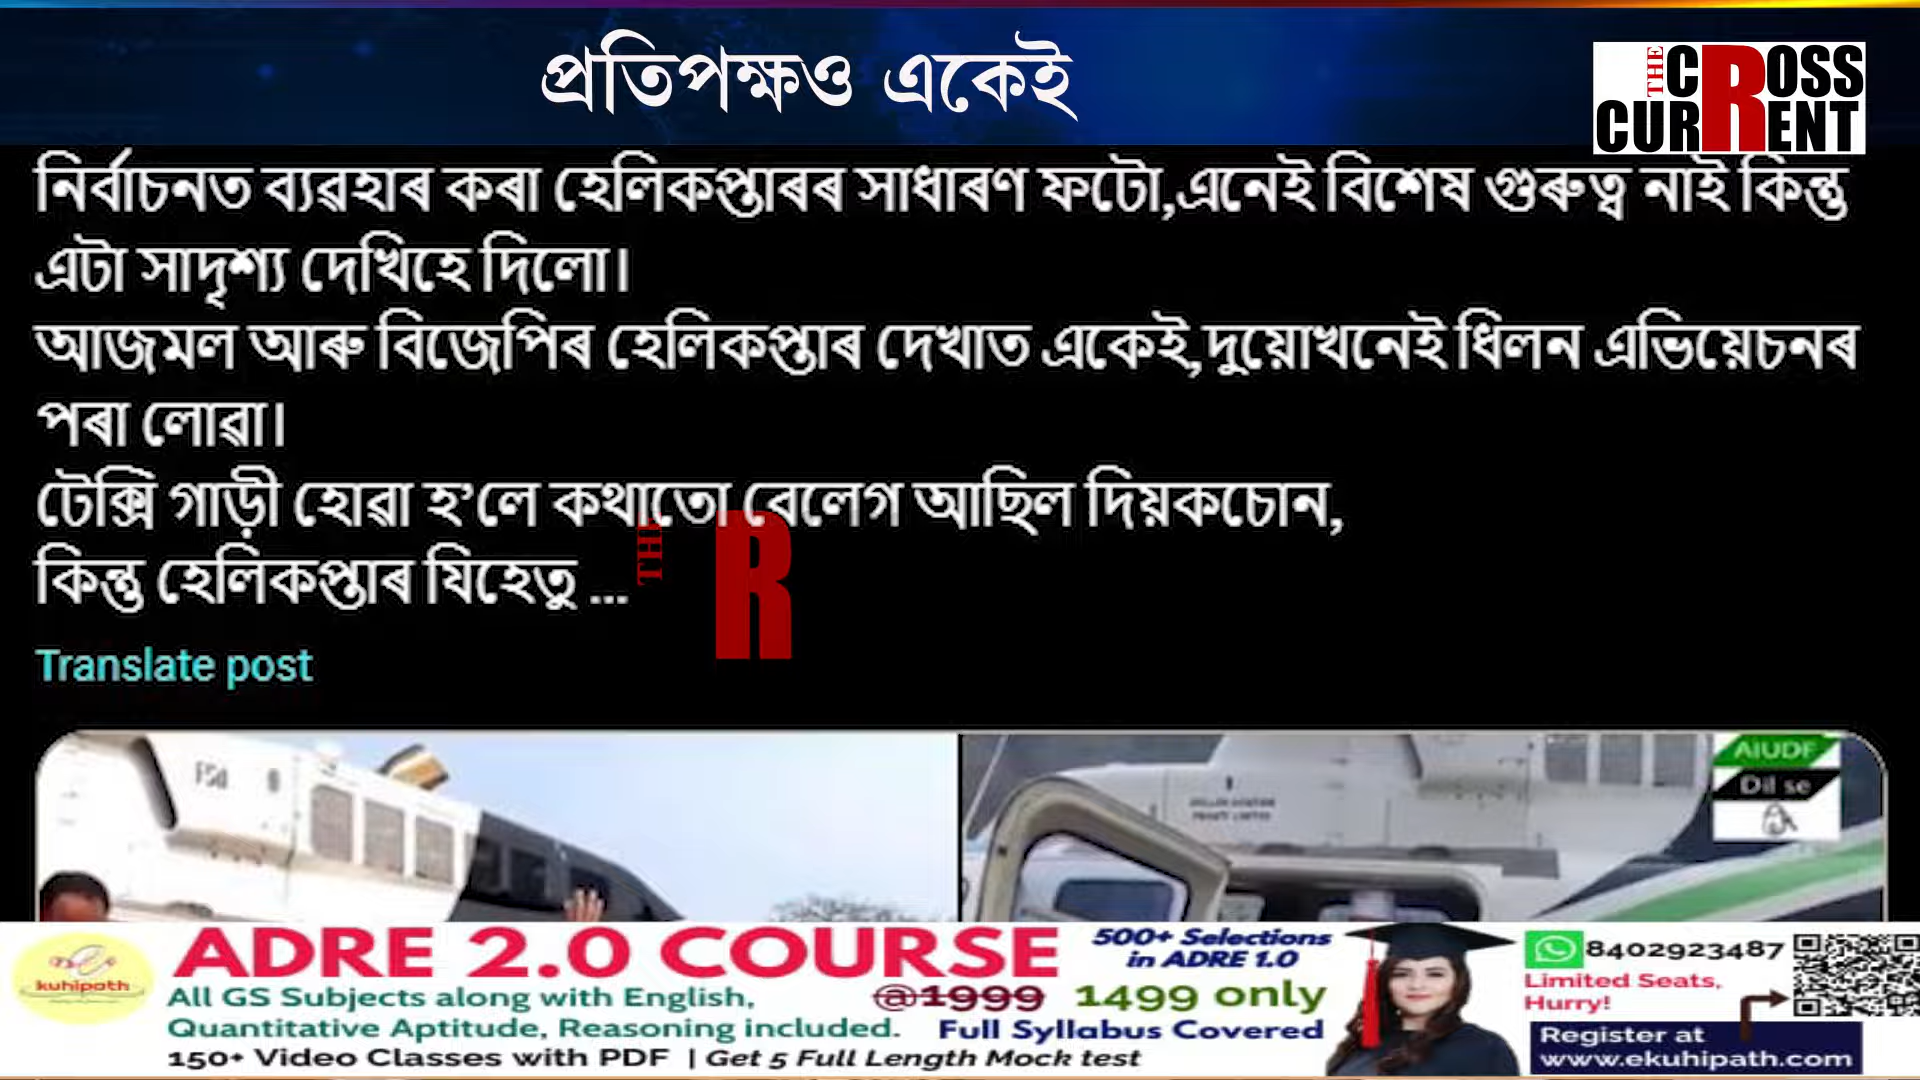 প্ৰতিপক্ষও একেই
THE CROSS
CURRENT
নিৰ্বাচনত ব্যৱহাৰ কৰা হেলিকপ্তাৰৰ সাধাৰণ ফটো,এনেই বিশেষ গুৰুত্ব নাই কিন্তু
এটা সাদৃশ্য দেখিহে দিলো।
আজমল আৰু বিজেপিৰ হেলিকপ্তাৰ দেখাত একেই,দুয়োখনেই ধিলন এভিয়েচনৰ
পৰা লোৱা।
টেক্সি গাড়ী হোৱা হ’লে কথাতো বেলেগ আছিল দিয়কচোন,
কিন্তু হেলিকপ্তাৰ যিহেতু ...
THE R
Translate post
AIUDF
Dil se
kuhipath
ADRE 2.0 COURSE
All GS Subjects along with English,
Quantitative Aptitude, Reasoning included.
150+ Video Classes with PDF | Get 5 Full Length Mock test
500+ Selections
in ADRE 1.0
@1999 1499 only
Full Syllabus Covered
8402923487
Limited Seats,
Hurry!
Register at
www.ekuhipath.com